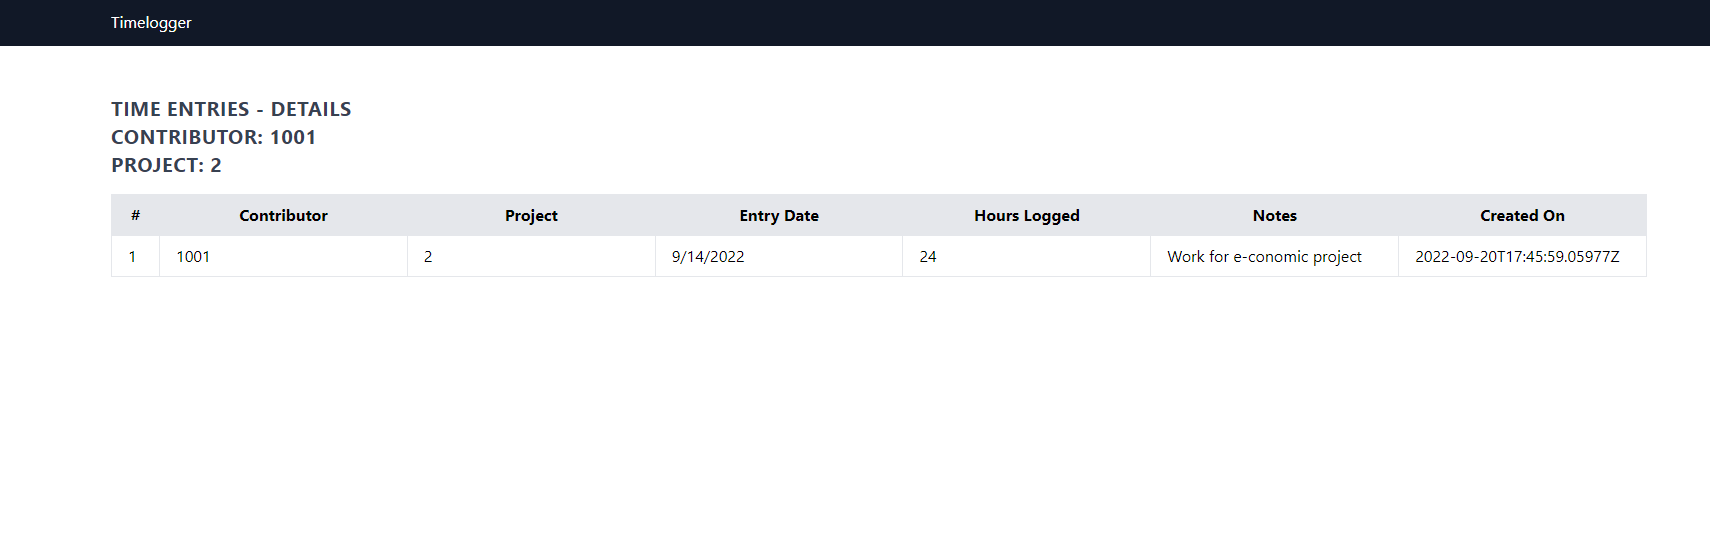 Timelogger
TIME ENTRIES - DETAILS
CONTRIBUTOR: 1001
PROJECT: 2
# Contributor Project Entry Date Hours Logged Notes Created On
1 1001 2 9/14/2022 24 Work for e-conomic project 2022-09-20T17:45:59.05977Z